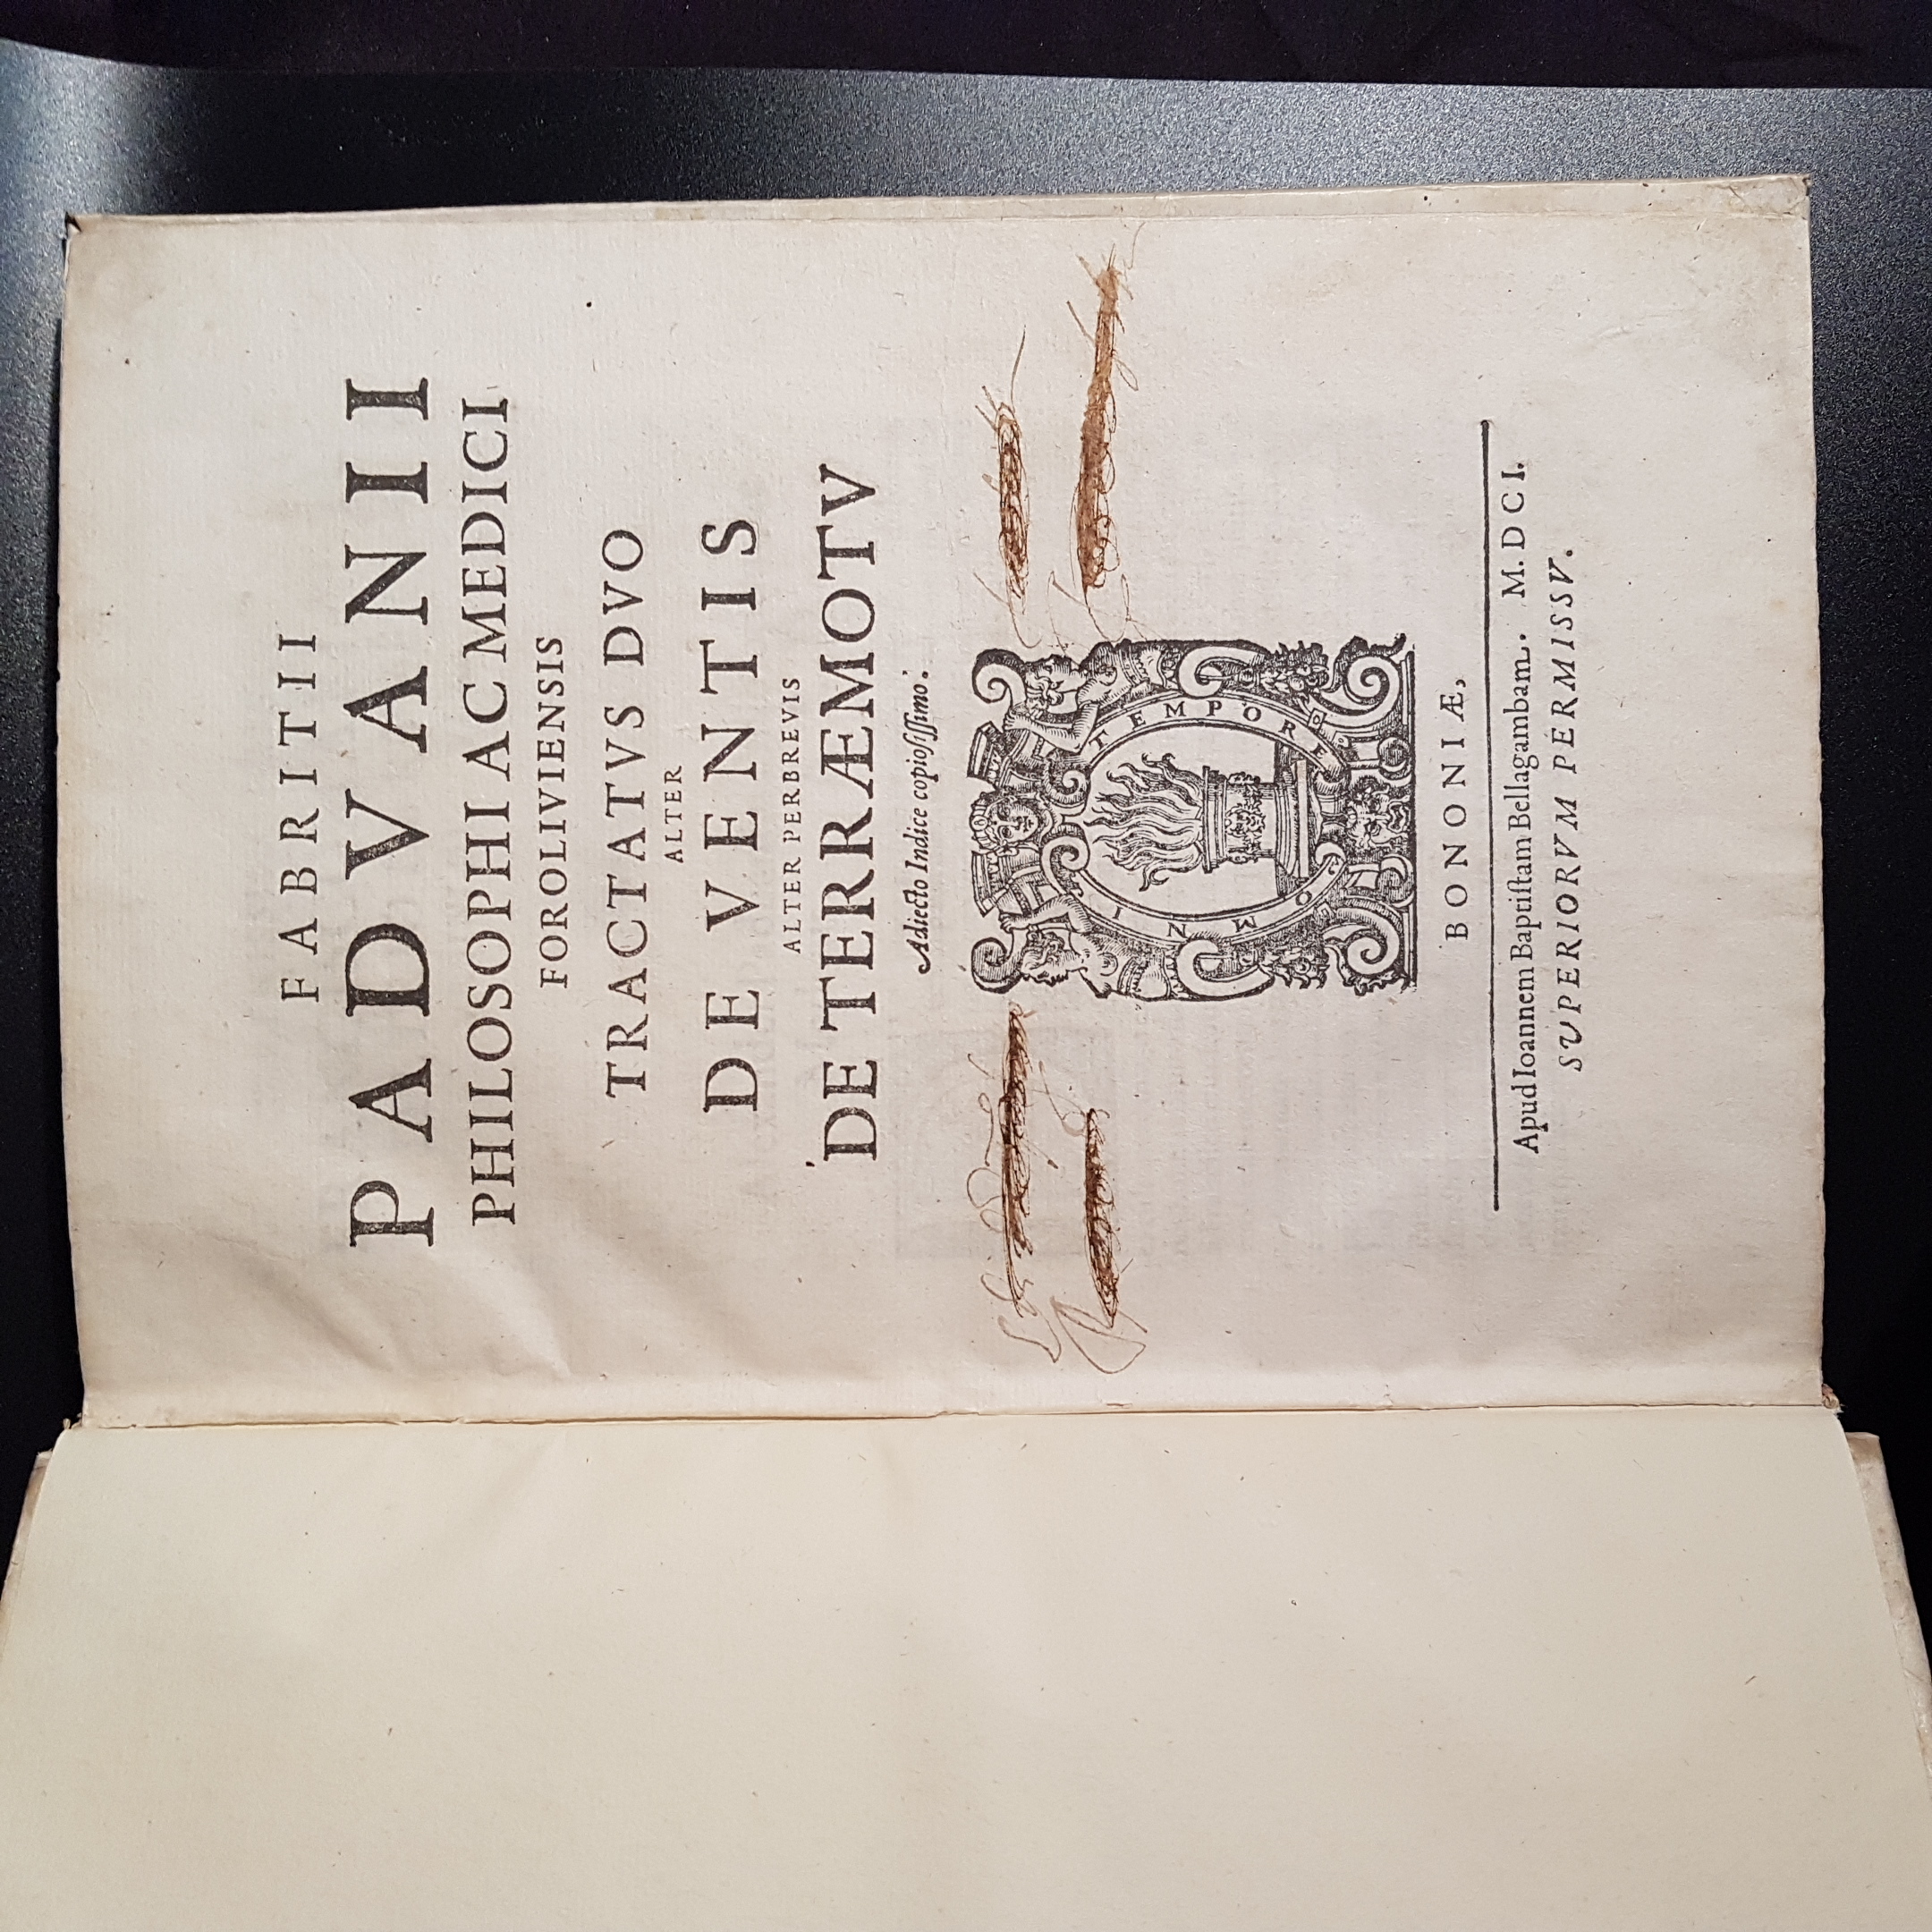 FABRITII
PADVANII
PHILOSOPHI AC MEDICI
FOROLIVIENSIS
TRACTATVS DVO
ALTER
DE VENTIS
ALTER PERBREVIS
DE TERRÆMOTV
Adiecto Indice copiosissimo.
OMNI TEMPORE
BONONIÆ,
Apud Ioannem Baptiſtam Bellagambam. M. D C I.
SVPERIORVM PERMISSV.